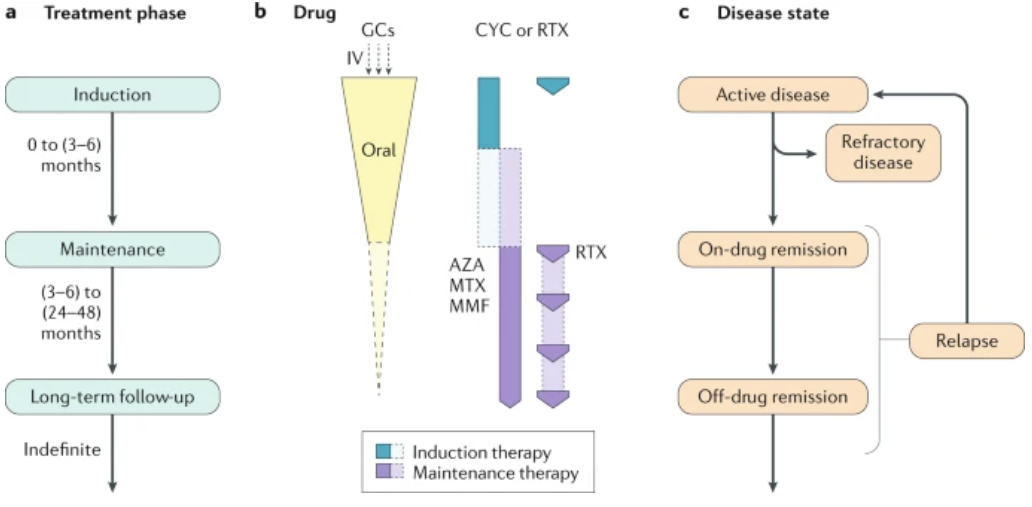 a Treatment phase
Induction
0 to (3–6)
months
Maintenance
(3–6) to
(24–48)
months
Long-term follow-up
Indefinite
b Drug
GCs
IV
Oral
CYC or RTX
AZA
MTX
MMF
RTX
Induction therapy
Maintenance therapy
c Disease state
Active disease
Refractory
disease
On-drug remission
Relapse
Off-drug remission